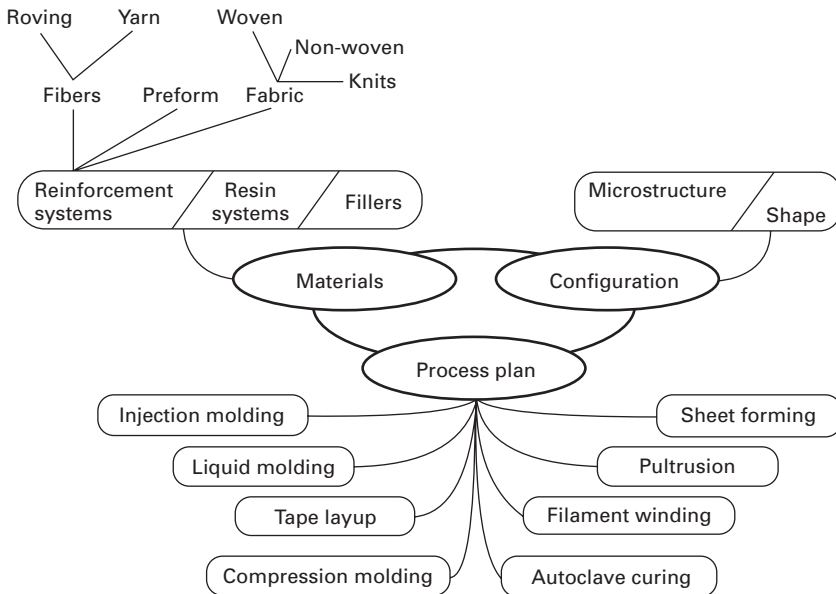 Roving
Yarn
Woven
Non-woven
Knits
Fibers
Preform
Fabric
Reinforcement
systems
Resin
systems
Fillers
Microstructure
Shape
Materials
Configuration
Process plan
Injection molding
Sheet forming
Liquid molding
Pultrusion
Tape layup
Filament winding
Compression molding
Autoclave curing